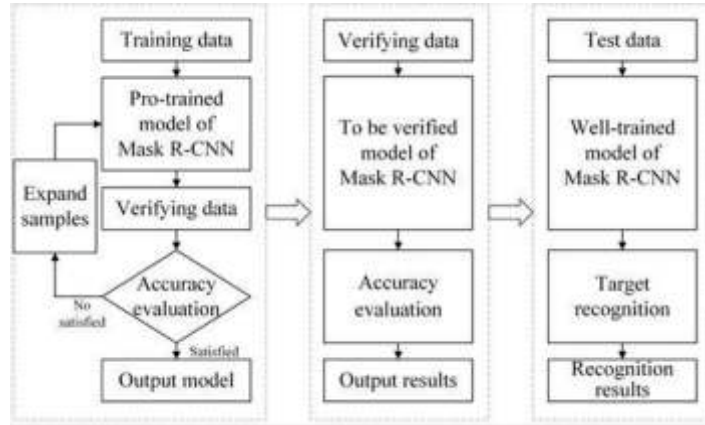 Training data
Pro-trained
model of
Mask R-CNN
Expand
samples
Verifying data
Accuracy
evaluation
No
satisfied
Satisfied
Output model
Verifying data
To be verified
model of
Mask R-CNN
Accuracy
evaluation
Output results
Test data
Well-trained
model of
Mask R-CNN
Target
recognition
Recognition
results